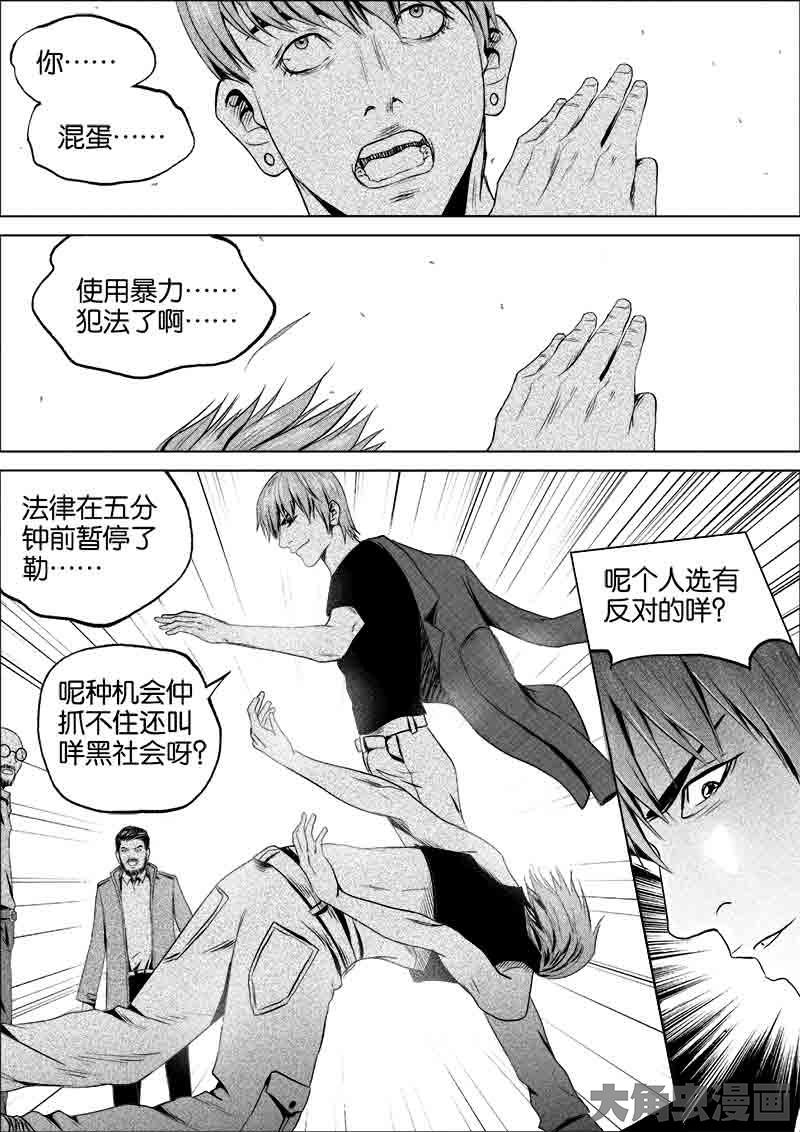 你……
混蛋……
使用暴力……
犯法了啊……
法律在五分
钟前暂停了
勒……
呢种机会仲
抓不住还叫
咩黑社会呀？
呢个人选有
反对的咩？
大角虫漫画